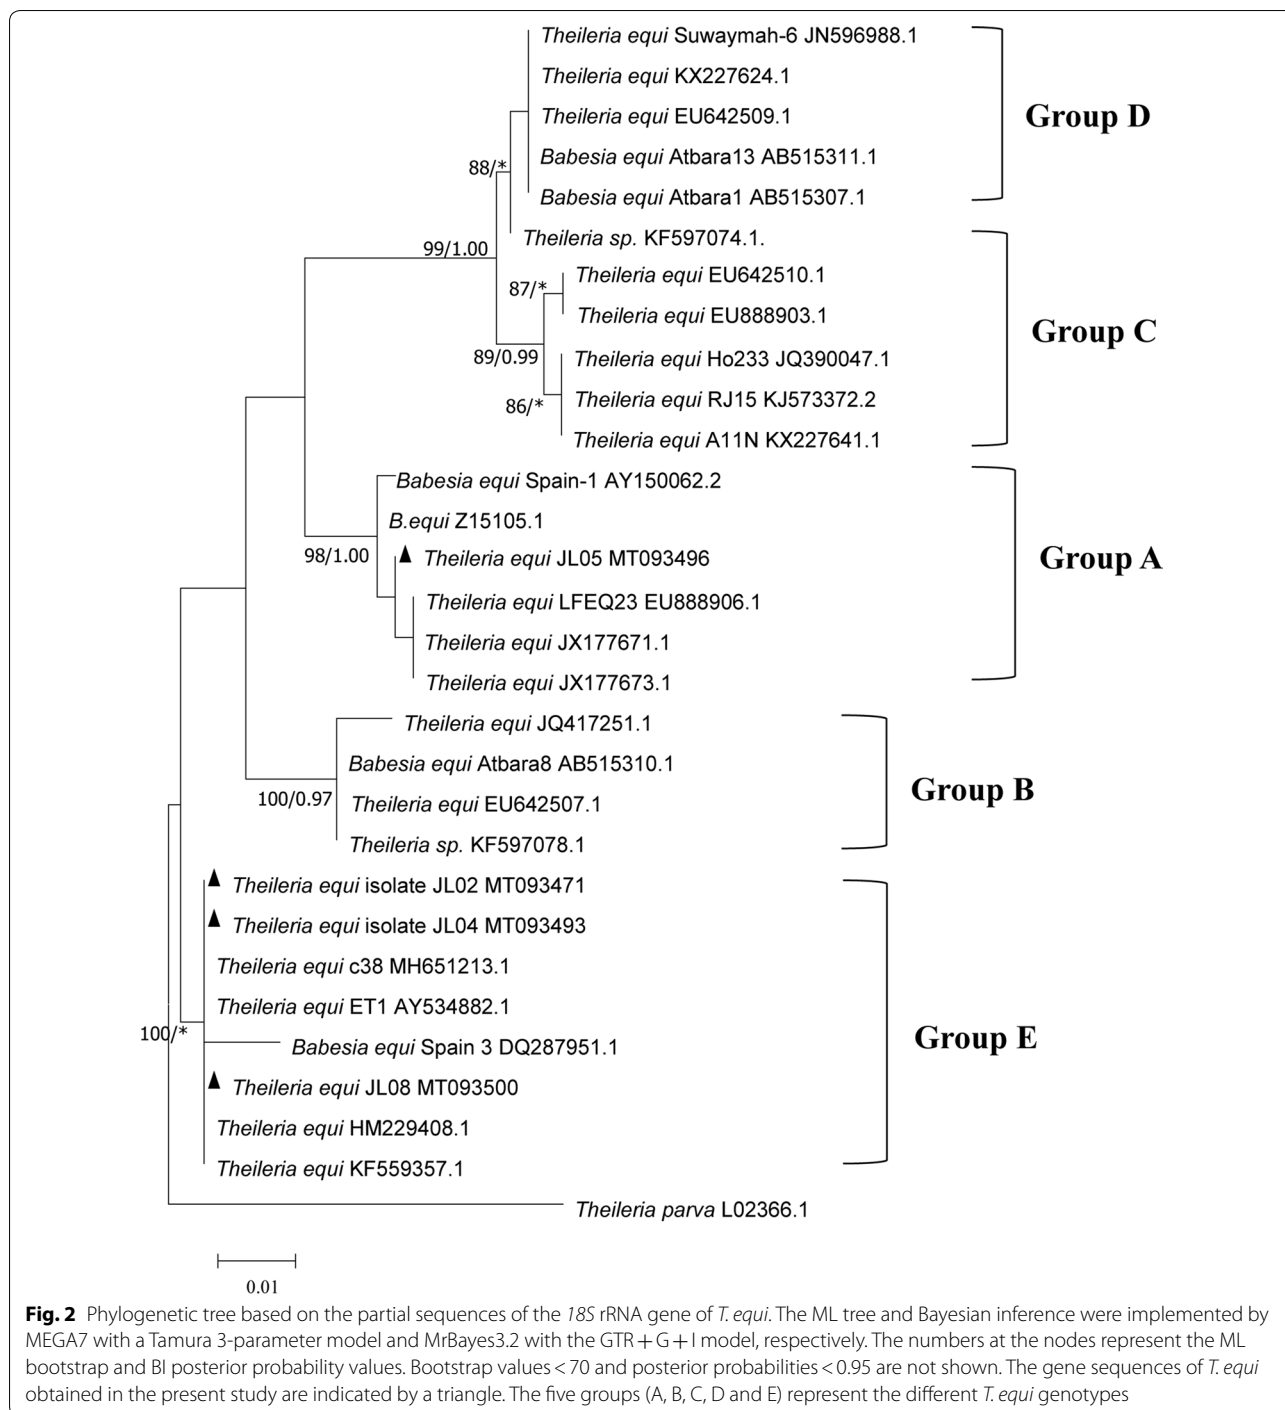 Theileria equi Suwaymah-6 JN596988.1
Theileria equi KX227624.1
Theileria equi EU642509.1
Group D
Babesia equi Atbara13 AB515311.1
88/*
Babesia equi Atbara1 AB515307.1
Theileria sp. KF597074.1.
99/1.00
Theileria equi EU642510.1
87/*
Theileria equi EU888903.1
Group C
89/0.99
Theileria equi Ho233 JQ390047.1
Theileria equi RJ15 KJ573372.2
86/*
Theileria equi A11N KX227641.1
Babesia equi Spain-1 AY150062.2
B.equi Z15105.1
98/1.00
Theileria equi JL05 MT093496
Group A
Theileria equi LFEQ23 EU888906.1
Theileria equi JX177671.1
Theileria equi JX177673.1
Theileria equi JQ417251.1
Babesia equi Atbara8 AB515310.1
Group B
100/0.97
Theileria equi EU642507.1
Theileria sp. KF597078.1
Theileria equi isolate JL02 MT093471
Theileria equi isolate JL04 MT093493
Theileria equi c38 MH651213.1
Theileria equi ET1 AY534882.1
100/*
Group E
Babesia equi Spain 3 DQ287951.1
Theileria equi JL08 MT093500
Theileria equi HM229408.1
Theileria equi KF559357.1
Theileria parva L02366.1
0.01
Fig. 2 Phylogenetic tree based on the partial sequences of the 18S rRNA gene of T. equi. The ML tree and Bayesian inference were implemented by
MEGA7 with a Tamura 3-parameter model and MrBayes3.2 with the GTR + G + I model, respectively. The numbers at the nodes represent the ML
bootstrap and BI posterior probability values. Bootstrap values < 70 and posterior probabilities < 0.95 are not shown. The gene sequences of T. equi
obtained in the present study are indicated by a triangle. The five groups (A, B, C, D and E) represent the different T. equi genotypes